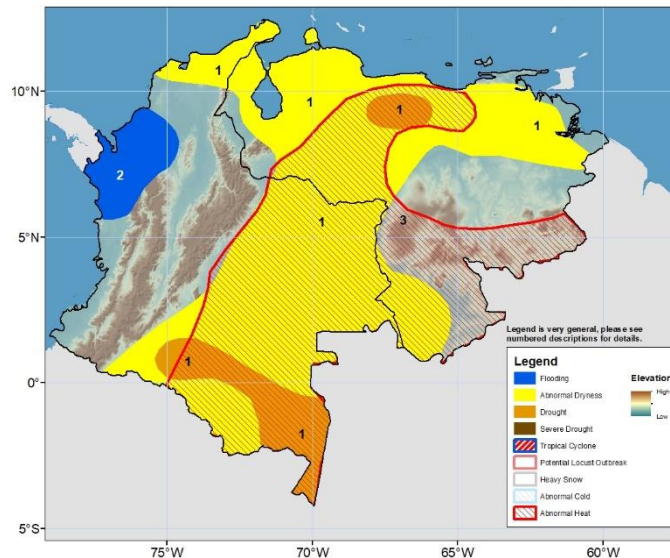 10°N
5°N
0°
5°S
75°W
70°W
65°W
60°W
1
1
1
1
2
1
3
1
1
Legend is very general, please see
numbered descriptions for details.
Legend
Flooding
Abnormal Dryness
Drought
Severe Drought
Tropical Cyclone
Potential Locust Outbreak
Heavy Snow
Abnormal Cold
Abnormal Heat
Elevation
High
Low